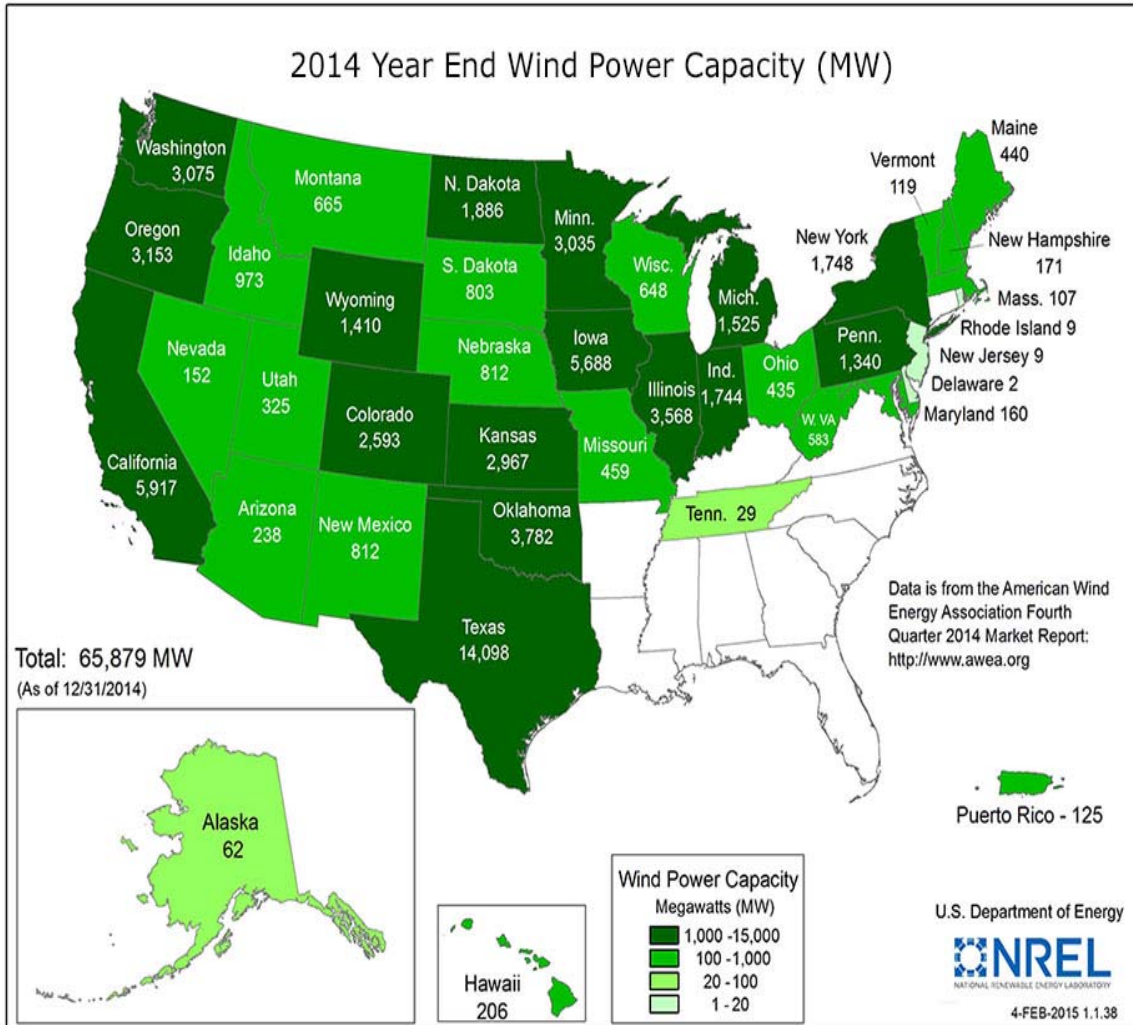 2014 Year End Wind Power Capacity (MW)
Washington
3,075
Oregon
3,153
California
5,917
Nevada
152
Idaho
973
Montana
665
Wyoming
1,410
Utah
325
Colorado
2,593
Arizona
238
New Mexico
812
N. Dakota
1,886
S. Dakota
803
Nebraska
812
Kansas
2,967
Oklahoma
3,782
Texas
14,098
Minn.
3,035
Iowa
5,688
Missouri
459
Wisc.
648
Illinois
3,568
Mich.
1,525
Ind.
1,744
Ohio
435
W. VA
583
Penn.
1,340
Tenn. 29
New York
1,748
Vermont
119
Maine
440
New Hampshire
171
Mass. 107
Rhode Island 9
New Jersey 9
Delaware 2
Maryland 160
Data is from the American Wind
Energy Association Fourth
Quarter 2014 Market Report:
http://www.awea.org
Total: 65,879 MW
(As of 12/31/2014)
Alaska
62
Hawaii
206
Puerto Rico - 125
Wind Power Capacity
Megawatts (MW)
1,000 -15,000
100 -1,000
20 -100
1 - 20
U.S. Department of Energy
NREL
NATIONAL RENEWABLE ENERGY LABORATORY
4-FEB-2015 1.1.38